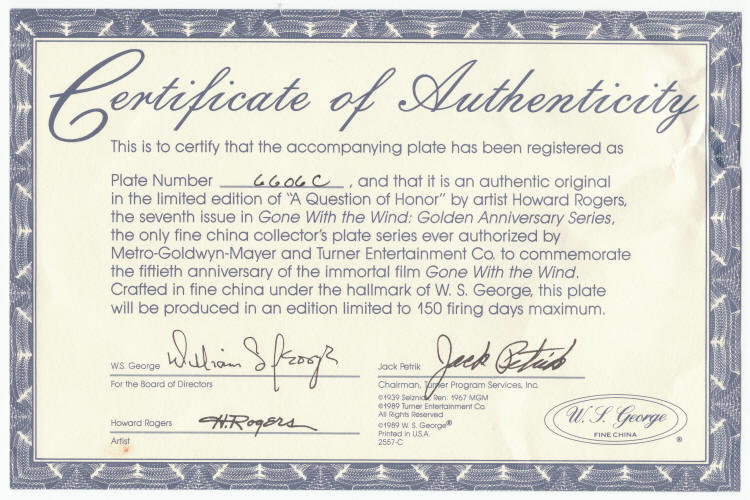 Certificate of Authenticity
This is to certify that the accompanying plate has been registered as
Plate Number 6606C , and that it is an authentic original
in the limited edition of "A Question of Honor" by artist Howard Rogers,
the seventh issue in Gone With the Wind: Golden Anniversary Series,
the only fine china collector's plate series ever authorized by
Metro-Goldwyn-Mayer and Turner Entertainment Co. to commemorate
the fiftieth anniversary of the immortal film Gone With the Wind.
Crafted in fine china under the hallmark of W. S. George, this plate
will be produced in an edition limited to 150 firing days maximum.
W.S. George William S George
For the Board of Directors
Jack Petrik Jack Petrik
Chairman, Turner Program Services, Inc.
©1939 Selznick Ren. 1967 MGM
©1989 Turner Entertainment Co.
All Rights Reserved
©1989 W. S. George®
Printed in U.S.A.
2557-C
Howard Rogers H. Rogers
Artist
W. S. George
FINE CHINA
®